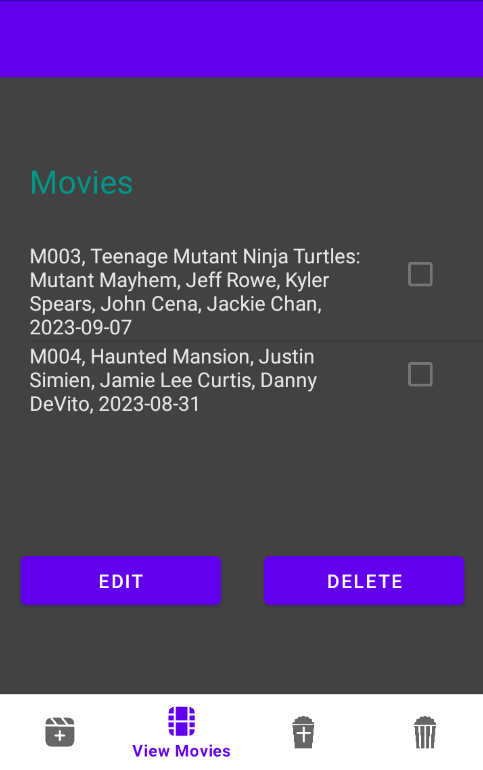 Movies
M003, Teenage Mutant Ninja Turtles:
Mutant Mayhem, Jeff Rowe, Kyler
Spears, John Cena, Jackie Chan,
2023-09-07
M004, Haunted Mansion, Justin
Simien, Jamie Lee Curtis, Danny
DeVito, 2023-08-31
EDIT
DELETE
View Movies